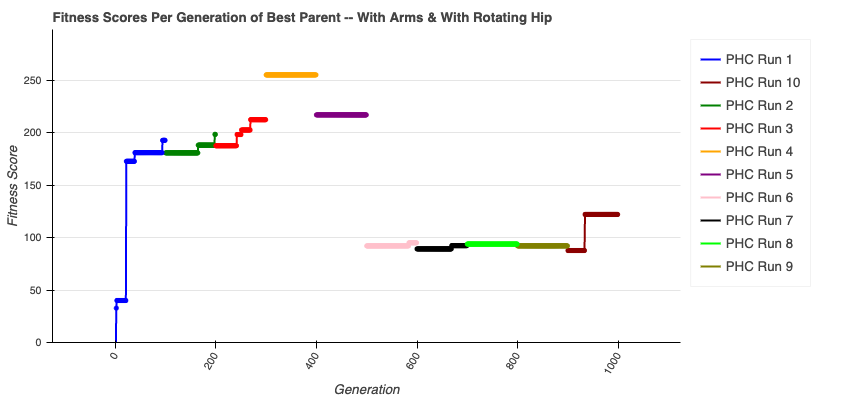 Fitness Scores Per Generation of Best Parent -- With Arms & With Rotating Hip
Fitness Score
250
200
150
100
50
0
0
200
400
600
800
1000
Generation
PHC Run 1
PHC Run 10
PHC Run 2
PHC Run 3
PHC Run 4
PHC Run 5
PHC Run 6
PHC Run 7
PHC Run 8
PHC Run 9